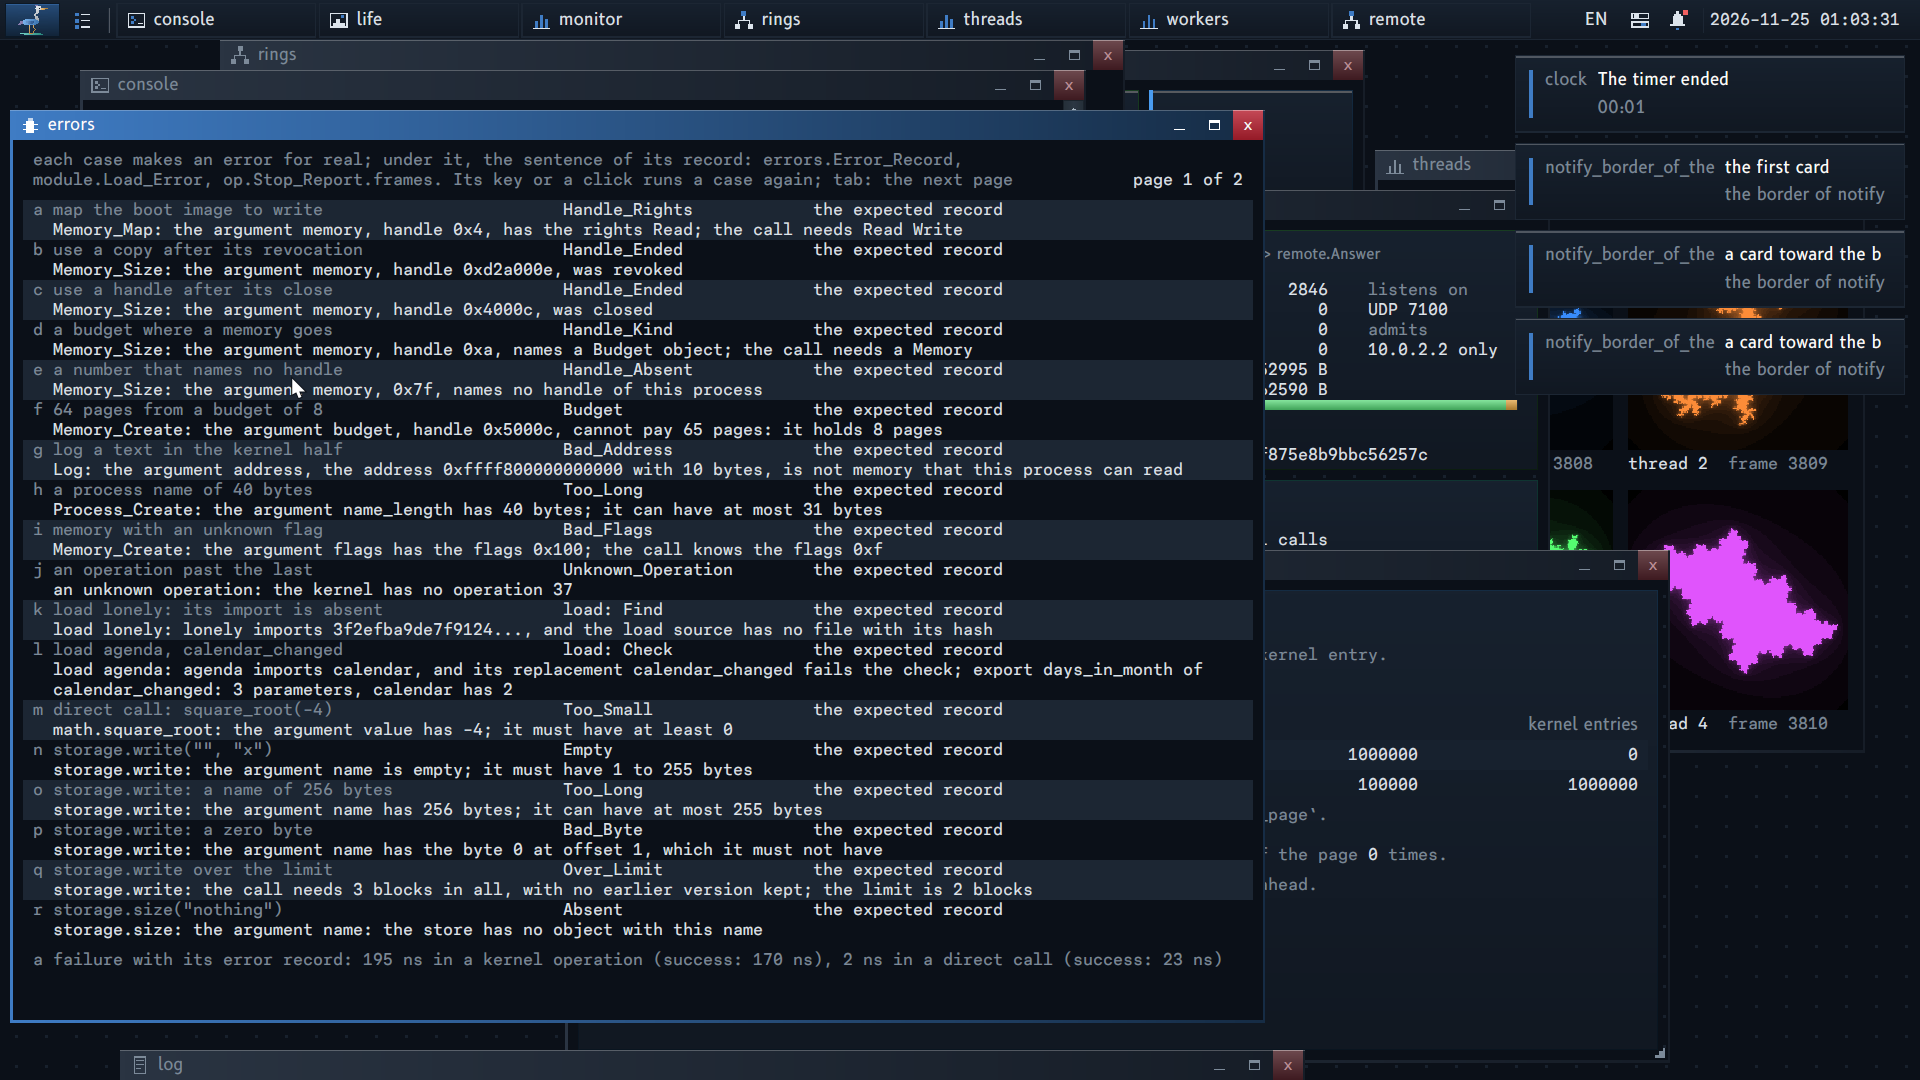 console
life
monitor
rings
threads
workers
remote
EN
2026-11-25 01:03:31
rings
console
errors
each case makes an error for real; under it, the sentence of its record: errors.Error_Record,
module.Load_Error, op.Stop_Report.frames. Its key or a click runs a case again; tab: the next page
page 1 of 2
a map the boot image to write Handle_Rights the expected record
Memory_Map: the argument memory, handle 0x4, has the rights Read; the call needs Read Write
b use a copy after its revocation Handle_Ended the expected record
Memory_Size: the argument memory, handle 0xd2a000e, was revoked
c use a handle after its close Handle_Ended the expected record
Memory_Size: the argument memory, handle 0x4000c, was closed
d a budget where a memory goes Handle_Kind the expected record
Memory_Size: the argument memory, handle 0xa, names a Budget object; the call needs a Memory
e a number that names no handle Handle_Absent the expected record
Memory_Size: the argument memory, 0x7f, names no handle of this process
f 64 pages from a budget of 8 Budget the expected record
Memory_Create: the argument budget, handle 0x5000c, cannot pay 65 pages: it holds 8 pages
g log a text in the kernel half Bad_Address the expected record
Log: the argument address, the address 0xffff800000000000 with 10 bytes, is not memory that this process can read
h a process name of 40 bytes Too_Long the expected record
Process_Create: the argument name_length has 40 bytes; it can have at most 31 bytes
i memory with an unknown flag Bad_Flags the expected record
Memory_Create: the argument flags has the flags 0x100; the call knows the flags 0xf
j an operation past the last Unknown_Operation the expected record
an unknown operation: the kernel has no operation 37
k load lonely: its import is absent load: Find the expected record
load lonely: lonely imports 3f2efba9de7f9124..., and the load source has no file with its hash
l load agenda, calendar_changed load: Check the expected record
load agenda: agenda imports calendar, and its replacement calendar_changed fails the check; export days_in_month of
calendar_changed: 3 parameters, calendar has 2
m direct call: square_root(-4) Too_Small the expected record
math.square_root: the argument value has -4; it must have at least 0
n storage.write("", "x") Empty the expected record
storage.write: the argument name is empty; it must have 1 to 255 bytes
o storage.write: a name of 256 bytes Too_Long the expected record
storage.write: the argument name has 256 bytes; it can have at most 255 bytes
p storage.write: a zero byte Bad_Byte the expected record
storage.write: the argument name has the byte 0 at offset 1, which it must not have
q storage.write over the limit Over_Limit the expected record
storage.write: the call needs 3 blocks in all, with no earlier version kept; the limit is 2 blocks
r storage.size("nothing") Absent the expected record
storage.size: the argument name: the store has no object with this name
a failure with its error record: 195 ns in a kernel operation (success: 170 ns), 2 ns in a direct call (success: 23 ns)
threads
> remote.Answer
2846 listens on
0 UDP 7100
0 admits
0 10.0.2.2 only
52995 B
52590 B
f875e8b9bbc56257c
calls
kernel entry.
kernel entries
1000000 0
100000 1000000
_page`.
the page 0 times.
ahead.
clock The timer ended
00:01
notify_border_of_the the first card
the border of notify
notify_border_of_the a card toward the b
the border of notify
notify_border_of_the a card toward the b
the border of notify
3808
thread 2 frame 3809
ad 4 frame 3810
log